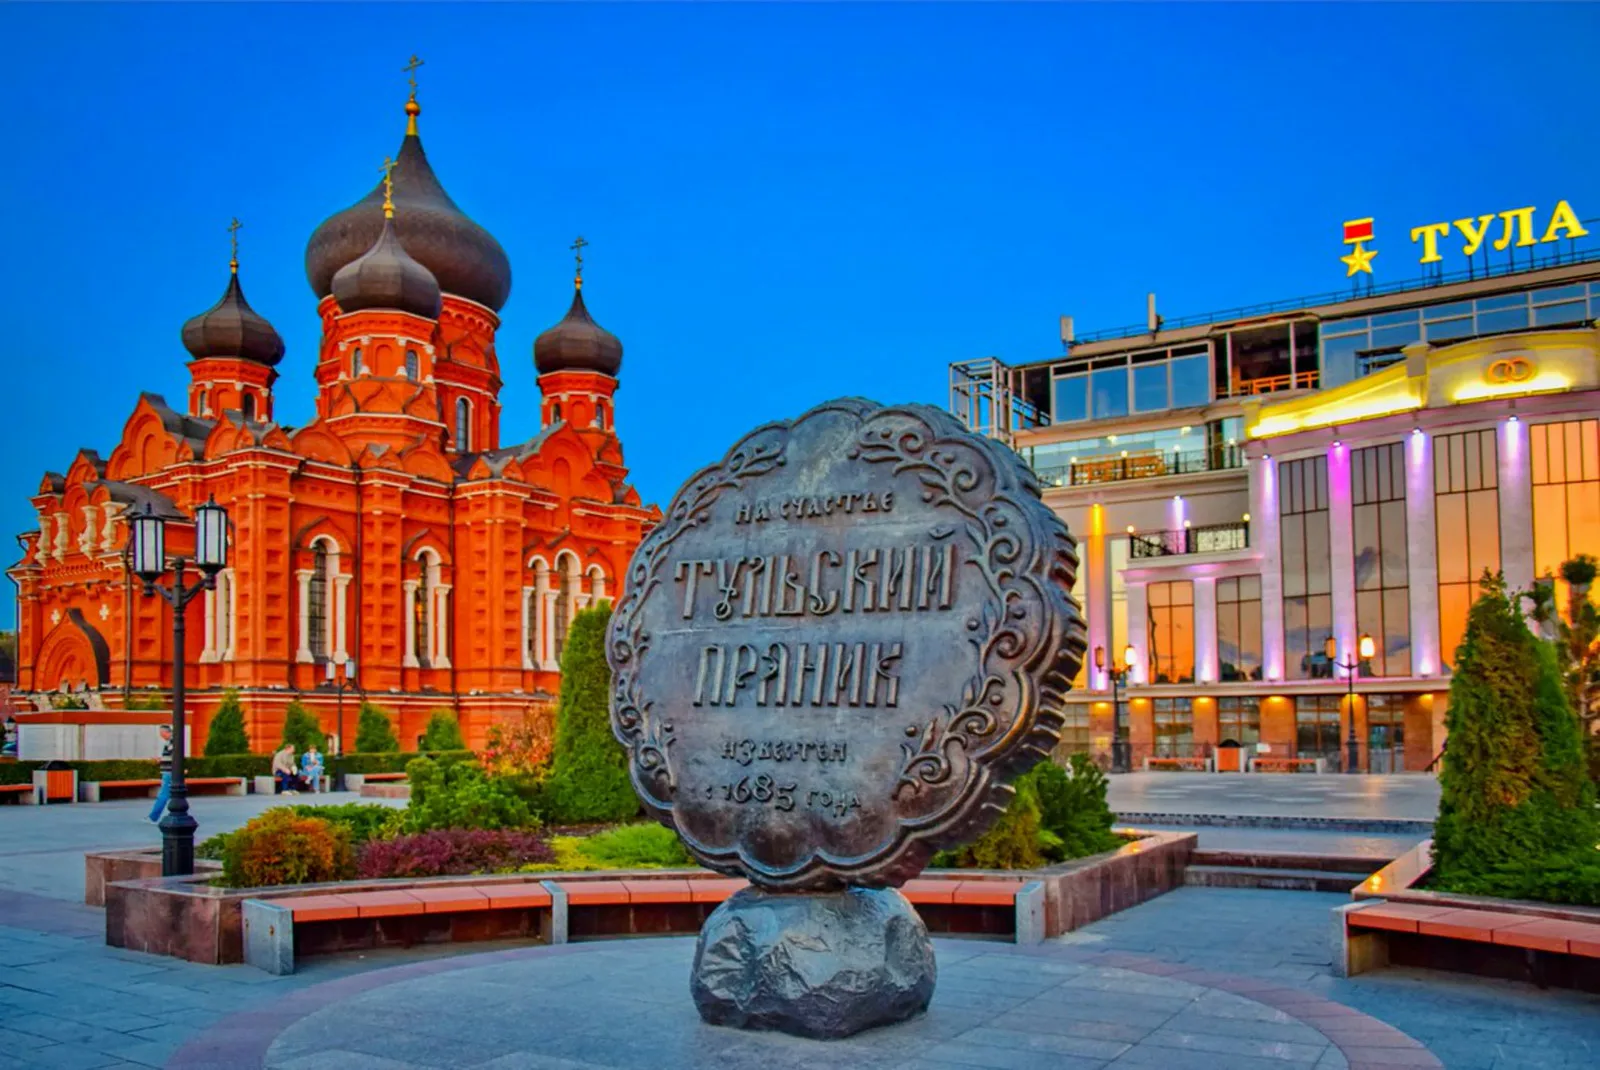 ТУЛА
НА СЧАСТЬЕ
ТУЛЬСКИЙ
ПРЯНИК
ИЗВЕСТЕН
с 1685 ГОДА